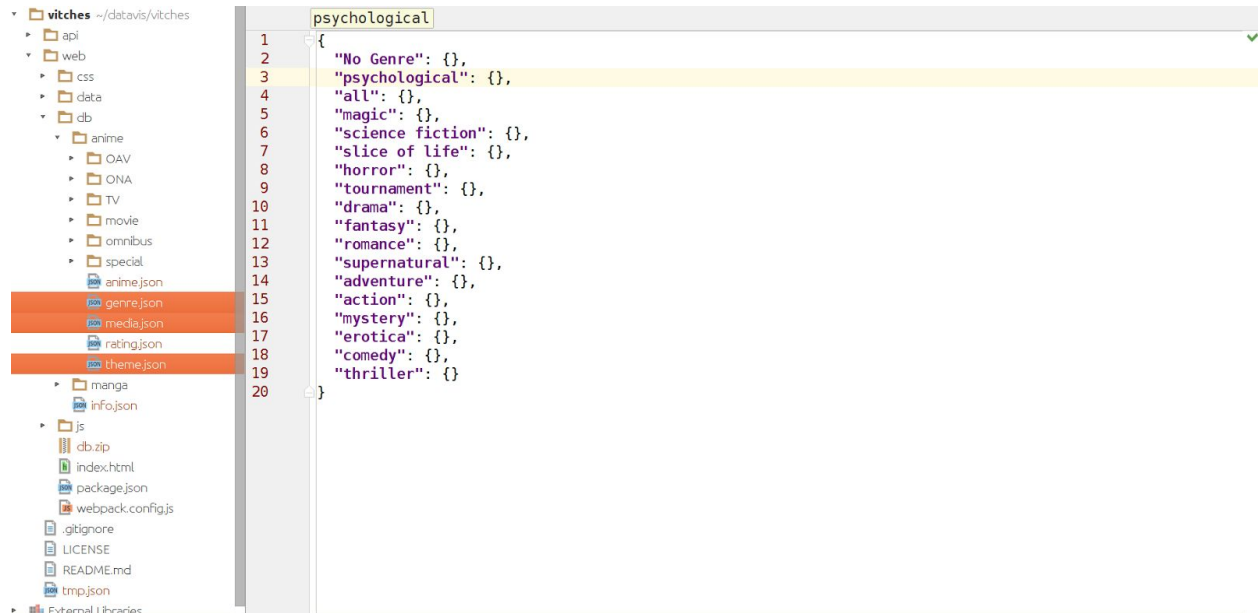 vitches ~/datavis/vitches
api
web
css
data
db
anime
OAV
ONA
TV
movie
omnibus
special
anime.json
genre.json
media.json
rating.json
theme.json
manga
info.json
js
db.zip
index.html
package.json
webpack.config.js
.gitignore
LICENSE
README.md
tmp.json
External Libraries
psychological
1 {
2 "No Genre": {},
3 "psychological": {},
4 "all": {},
5 "magic": {},
6 "science fiction": {},
7 "slice of life": {},
8 "horror": {},
9 "tournament": {},
10 "drama": {},
11 "fantasy": {},
12 "romance": {},
13 "supernatural": {},
14 "adventure": {},
15 "action": {},
16 "mystery": {},
17 "erotica": {},
18 "comedy": {},
19 "thriller": {}
20 }